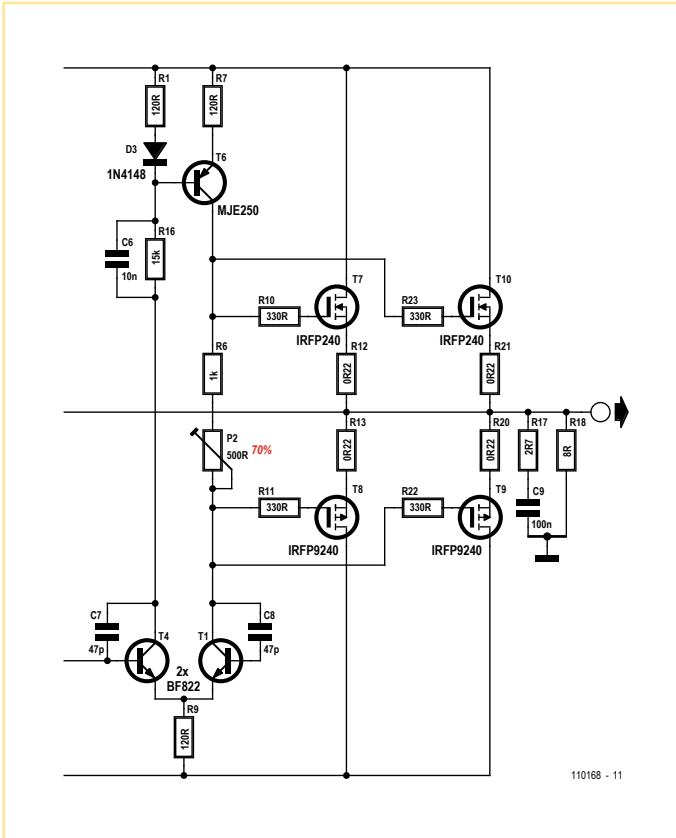 R1
R7
120R
120R
D3
1N4148
T6
MJE250
C6
10n
R16
15k
R10
330R
T7
IRFP240
R23
330R
T10
IRFP240
R6
1k
R12
0R22
R21
0R22
P2
500R 70%
R13
0R22
R20
0R22
R17
2R7
R18
8R
R11
330R
T8
IRFP9240
R22
330R
T9
IRFP9240
C9
100n
C7
47p
T4
T1
C8
47p
2x
BF822
R9
120R
110168 - 11